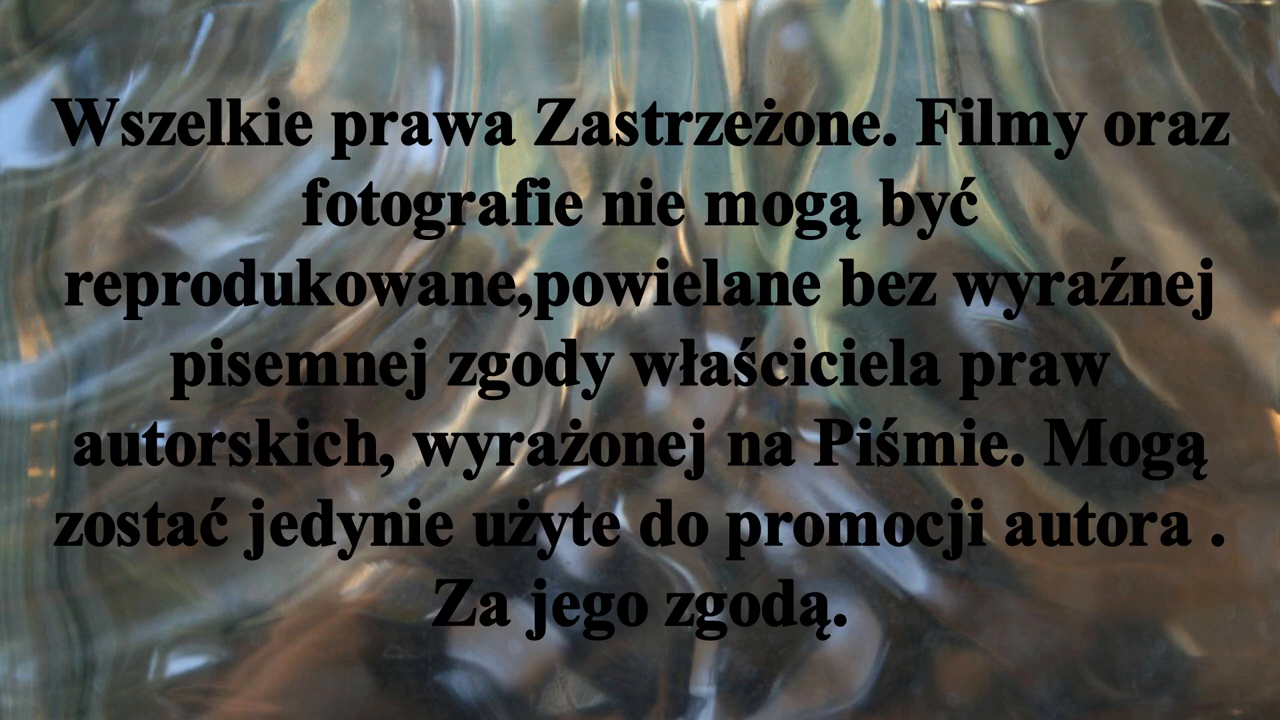 Wszelkie prawa Zastrzeżone. Filmy oraz
fotografie nie mogą być
reprodukowane,powielane bez wyraźnej
pisemnej zgody właściciela praw
autorskich, wyrażonej na Piśmie. Mogą
zostać jedynie użyte do promocji autora .
Za jego zgodą.